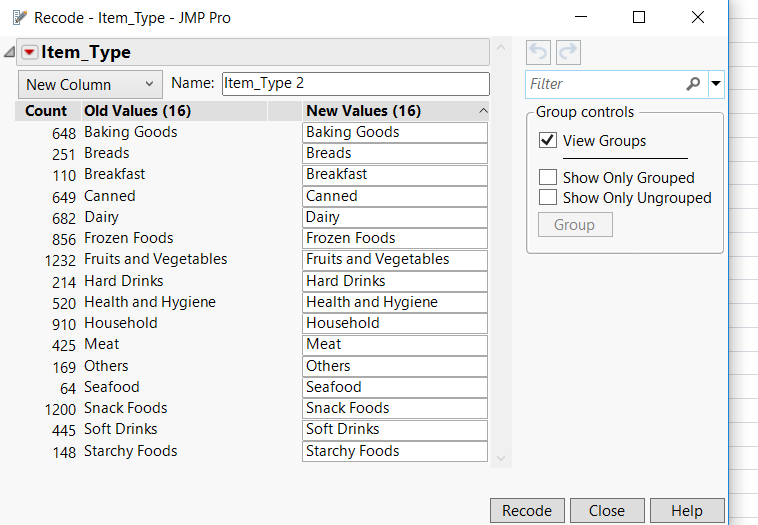 Recode - Item_Type - JMP Pro
Item_Type
New Column Name: Item_Type 2
Count Old Values (16) New Values (16)
648 Baking Goods Baking Goods
251 Breads Breads
110 Breakfast Breakfast
649 Canned Canned
682 Dairy Dairy
856 Frozen Foods Frozen Foods
1232 Fruits and Vegetables Fruits and Vegetables
214 Hard Drinks Hard Drinks
520 Health and Hygiene Health and Hygiene
910 Household Household
425 Meat Meat
169 Others Others
64 Seafood Seafood
1200 Snack Foods Snack Foods
445 Soft Drinks Soft Drinks
148 Starchy Foods Starchy Foods
Filter
Group controls
View Groups
Show Only Grouped
Show Only Ungrouped
Group
Recode Close Help